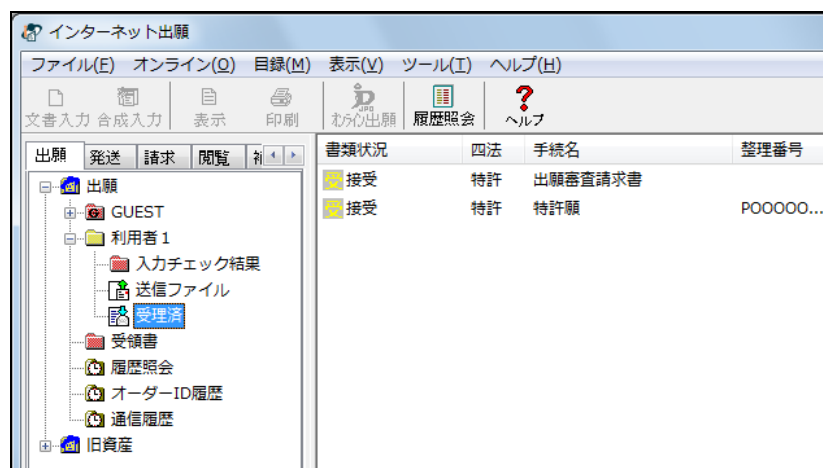 インターネット出願
ファイル(F) オンライン(O) 目録(M) 表示(V) ツール(T) ヘルプ(H)
文書入力 合成入力 表示 印刷 オンライン出願 履歴照会 ヘルプ
出願 発送 請求 閲覧
書類状況 四法 手続名 整理番号
接受 特許 出願審査請求書
接受 特許 特許願 POOOOO...
出願
GUEST
利用者1
入力チェック結果
送信ファイル
受理済
受領書
履歴照会
オーダーID履歴
通信履歴
旧資産